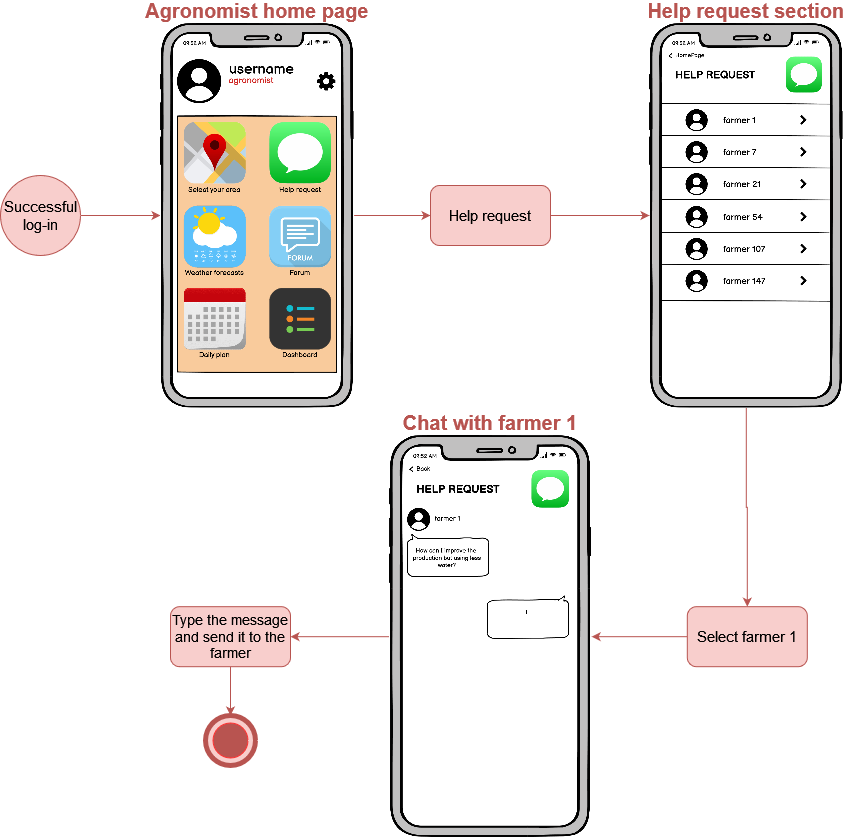 Agronomist home page
09:52 AM
username
agronomist
Select your area
Help request
Weather forecasts
FORUM
Forum
Daily plan
Dashboard
Successful
log-in
Help request
Help request section
09:52 AM
HomePage
HELP REQUEST
farmer 1
farmer 7
farmer 21
farmer 54
farmer 107
farmer 147
Select farmer 1
Chat with farmer 1
09:52 AM
Back
HELP REQUEST
farmer 1
How can I improve the
production but using less
water?
I
Type the message
and send it to the
farmer